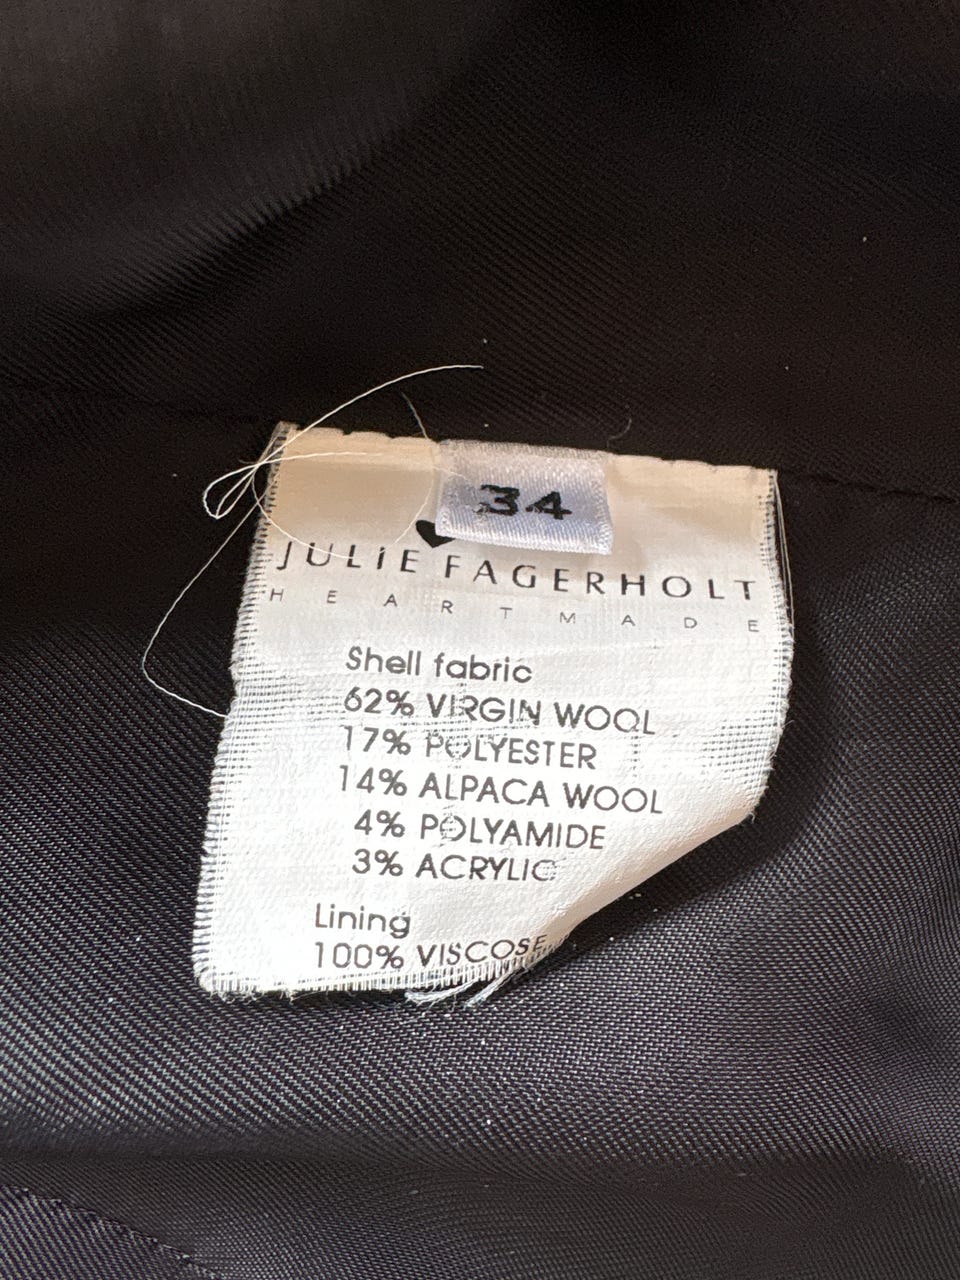 34
JULIE FAGERHOLT
HEARTMADE
Shell fabric
62% VIRGIN WOOL
17% POLYESTER
14% ALPACA WOOL
4% POLYAMIDE
3% ACRYLIC
Lining
100% VISCOSE